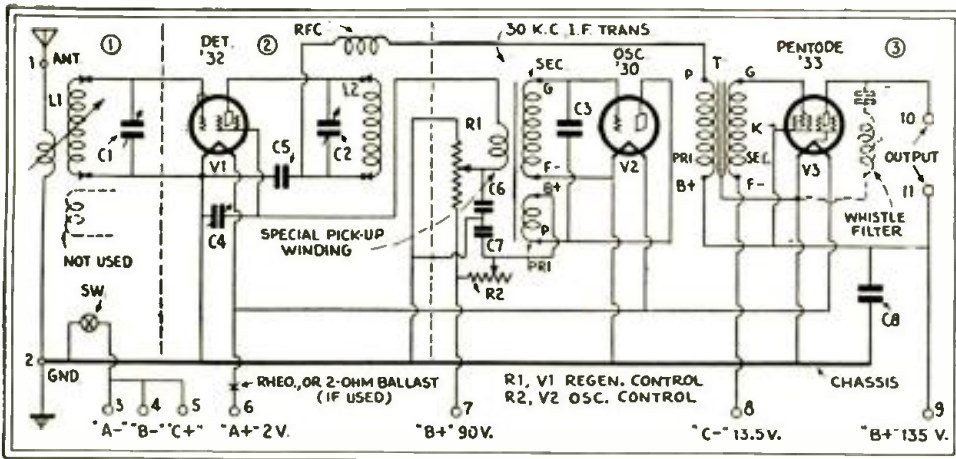 ①
1
ANT.
L1
C1
NOT USED
SW
2
GND
DET.
'32
②
V1
C5
C4
C2
L2
RFC
SPECIAL PICK-UP
WINDING
30 K.C. I.F. TRANS
R1
C6
C7
R2
SEC
G
C3
F-
B+
P
PRI
OSC
'30
V2
T
P
G
K
PRI
SEC.
B+
F-
PENTODE
'33
③
V3
10
OUTPUT
11
WHISTLE
FILTER
C8
CHASSIS
RHEO., OR 2-OHM BALLAST
(IF USED)
R1, V1 REGEN. CONTROL
R2, V2 OSC. CONTROL
3
4
5
6
7
8
9
"A-" "B-" "C+"
"A+" 2 V.
"B+" 90 V.
"C-" 13.5 V.
"B+" 135 V.